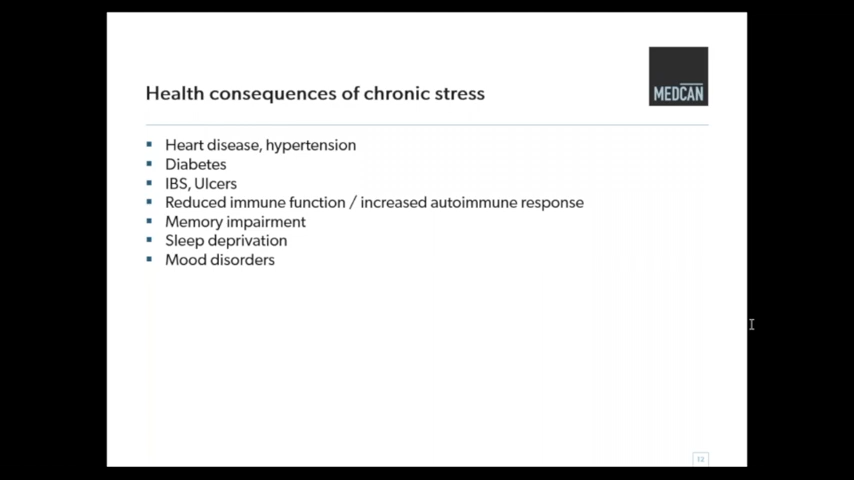 MEDCAN
Health consequences of chronic stress
Heart disease, hypertension
Diabetes
IBS, Ulcers
Reduced immune function / increased autoimmune response
Memory impairment
Sleep deprivation
Mood disorders
12